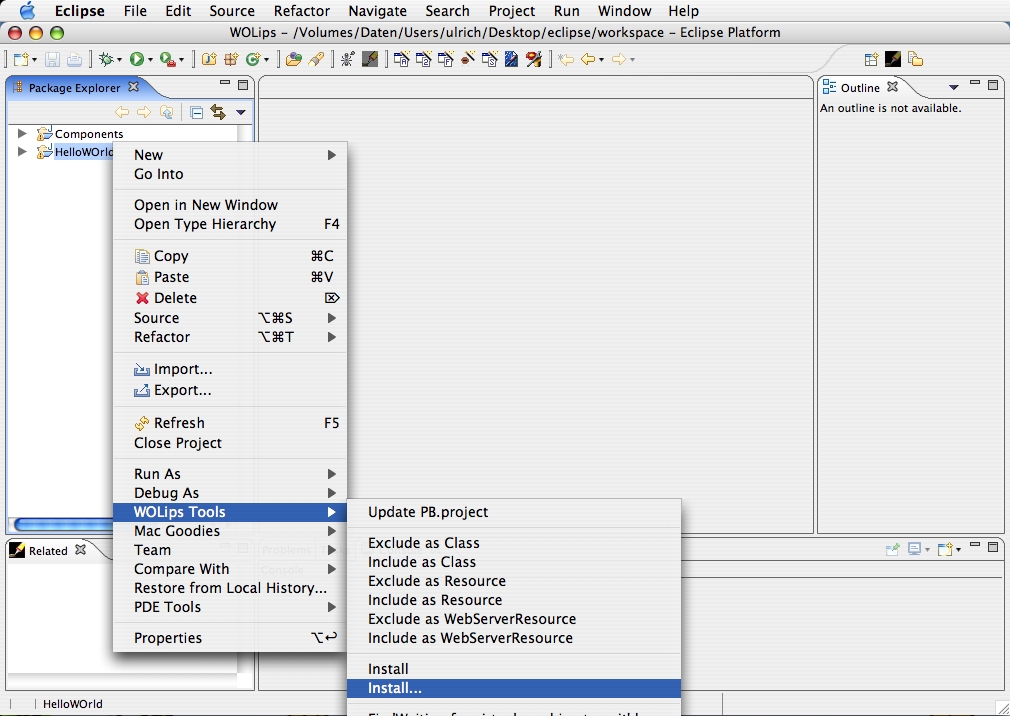 Eclipse File Edit Source Refactor Navigate Search Project Run Window Help
WOLips – /Volumes/Daten/Users/ulrich/Desktop/eclipse/workspace – Eclipse Platform
Package Explorer
Outline
An outline is not available.
Components
HelloWOrld
New
Go Into
Open in New Window
Open Type Hierarchy F4
Copy ⌘C
Paste ⌘V
Delete ⌦
Source ⌥⌘S
Refactor ⌥⌘T
Import...
Export...
Refresh F5
Close Project
Run As
Debug As
WOLips Tools
Mac Goodies
Team
Compare With
Restore from Local History...
PDE Tools
Properties ⌥↩
Update PB.project
Exclude as Class
Include as Class
Exclude as Resource
Include as Resource
Exclude as WebServerResource
Include as WebServerResource
Install
Install...
Related
HelloWOrld